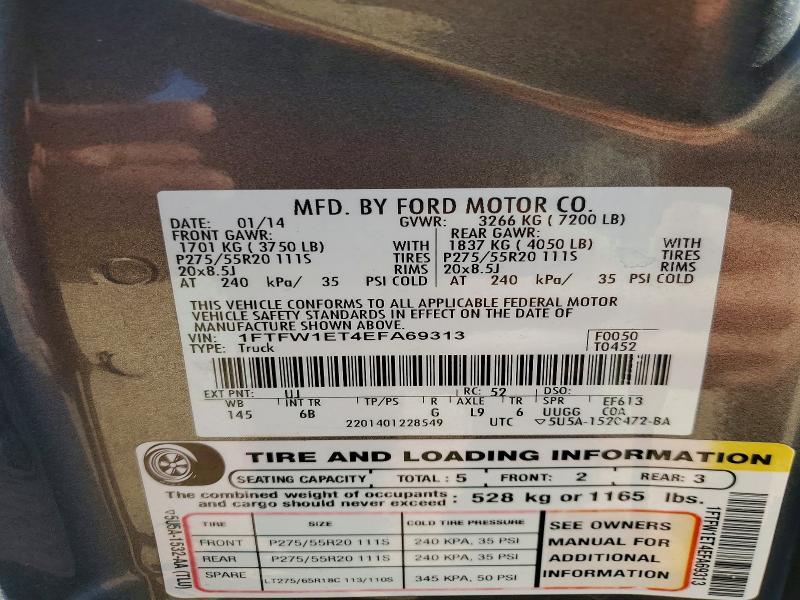 MFD. BY FORD MOTOR CO.
DATE: 01/14 GVWR: 3266 KG ( 7200 LB)
FRONT GAWR: REAR GAWR:
1701 KG ( 3750 LB) WITH 1837 KG ( 4050 LB) WITH
P275/55R20 111S TIRES P275/55R20 111S TIRES
20x8.5J RIMS 20x8.5J RIMS
AT 240 kPa/ 35 PSI COLD AT 240 kPa/ 35 PSI COLD
THIS VEHICLE CONFORMS TO ALL APPLICABLE FEDERAL MOTOR
VEHICLE SAFETY STANDARDS IN EFFECT ON THE DATE OF
MANUFACTURE SHOWN ABOVE.
VIN: 1FTFW1ET4EFA69313 F0050
TYPE: Truck T0452
EXT PNT: UJ RC: 52 DSO:
WB INT TR TP/PS R AXLE TR SPR EF613
145 6B G L9 6 UUGG COA
2201401228549 UTC ▽5U5A-1520472-BA
TIRE AND LOADING INFORMATION
SEATING CAPACITY TOTAL : 5 FRONT: 2 REAR: 3
The combined weight of occupants
and cargo should never exceed : 528 kg or 1165 lbs.
TIRE SIZE COLD TIRE PRESSURE
FRONT P275/55R20 111S 240 KPA, 35 PSI
REAR P275/55R20 111S 240 KPA, 35 PSI
SPARE LT275/65R18C 113/110S 345 KPA, 50 PSI
SEE OWNERS
MANUAL FOR
ADDITIONAL
INFORMATION
▽5U5A-1532-AA (TLU)
1FTFW1ET4EFA69313